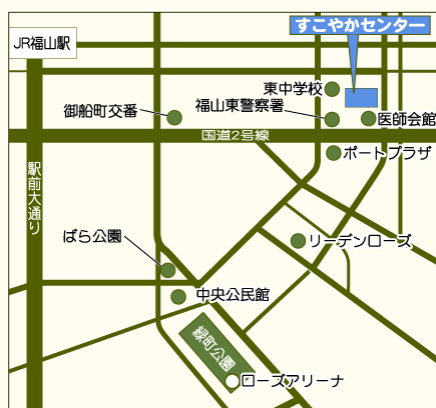 すこやかセンター
JR福山駅
東中学校
御船町交番
福山東警察署
医師会館
国道2号線
ポートプラザ
駅前大通り
ばら公園
リーデンローズ
中央公民館
緑町公園
ローズアリーナ